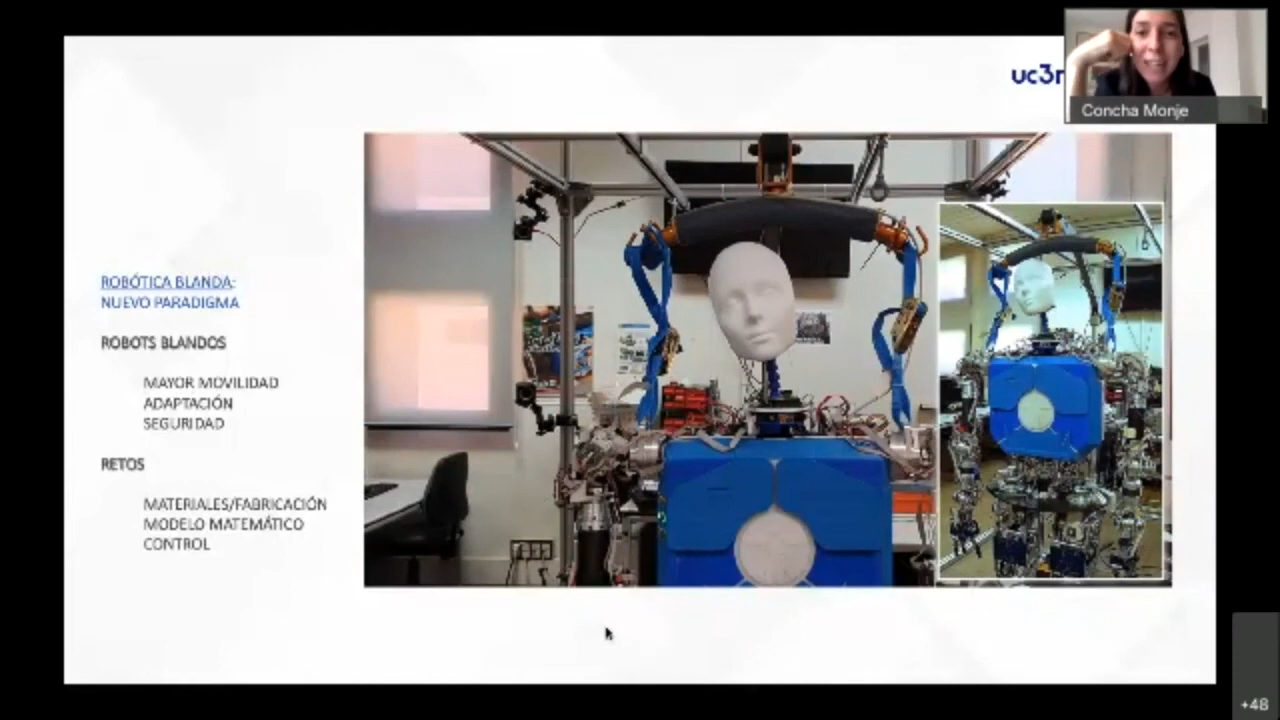 uc3m
Concha Monje
ROBÓTICA BLANDA:
NUEVO PARADIGMA
ROBOTS BLANDOS
MAYOR MOVILIDAD
ADAPTACIÓN
SEGURIDAD
RETOS
MATERIALES/FABRICACIÓN
MODELO MATEMÁTICO
CONTROL
+48